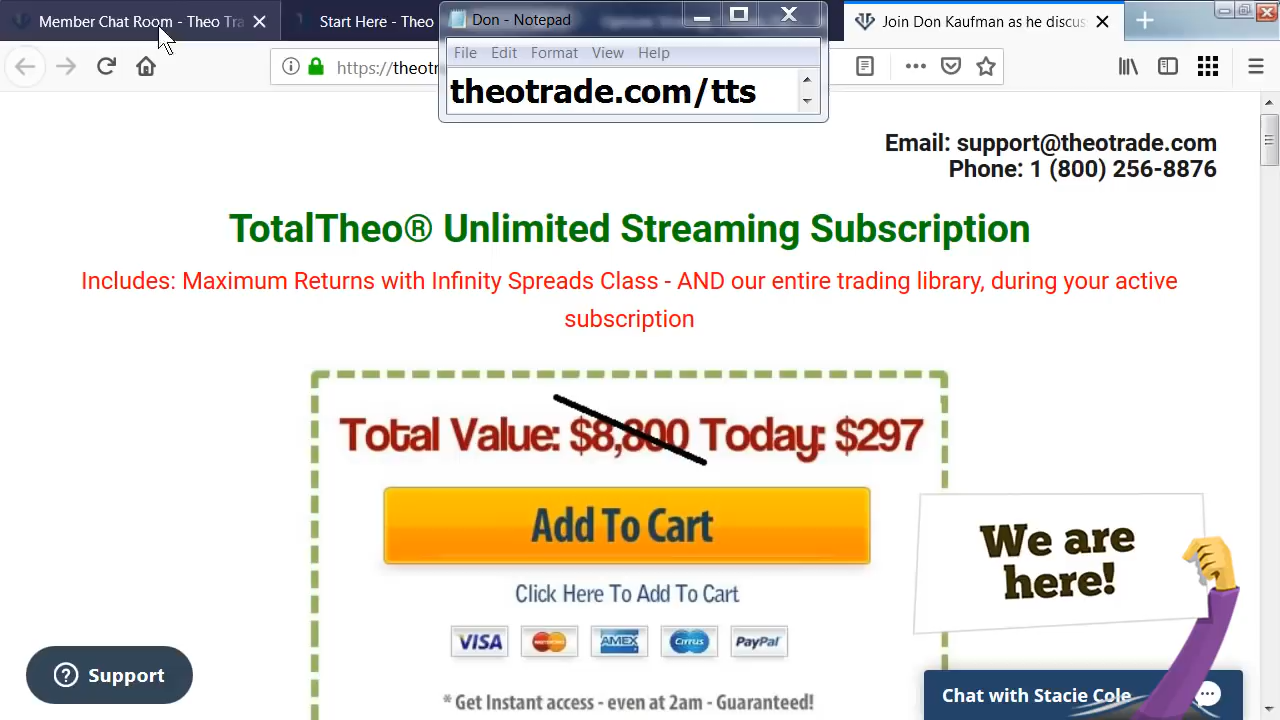 Member Chat Room - Theo Tra
Start Here - Theo
Don - Notepad
Join Don Kaufman as he discus
File Edit Format View Help
https://theotr
theotrade.com/tts
Email: support@theotrade.com
Phone: 1 (800) 256-8876
TotalTheo® Unlimited Streaming Subscription
Includes: Maximum Returns with Infinity Spreads Class - AND our entire trading library, during your active
subscription
Total Value: $8,800 Today: $297
Add To Cart
Click Here To Add To Cart
VISA MasterCard AMEX Cirrus PayPal
* Get Instant access - even at 2am - Guaranteed!
We are
here!
Support
Chat with Stacie Cole